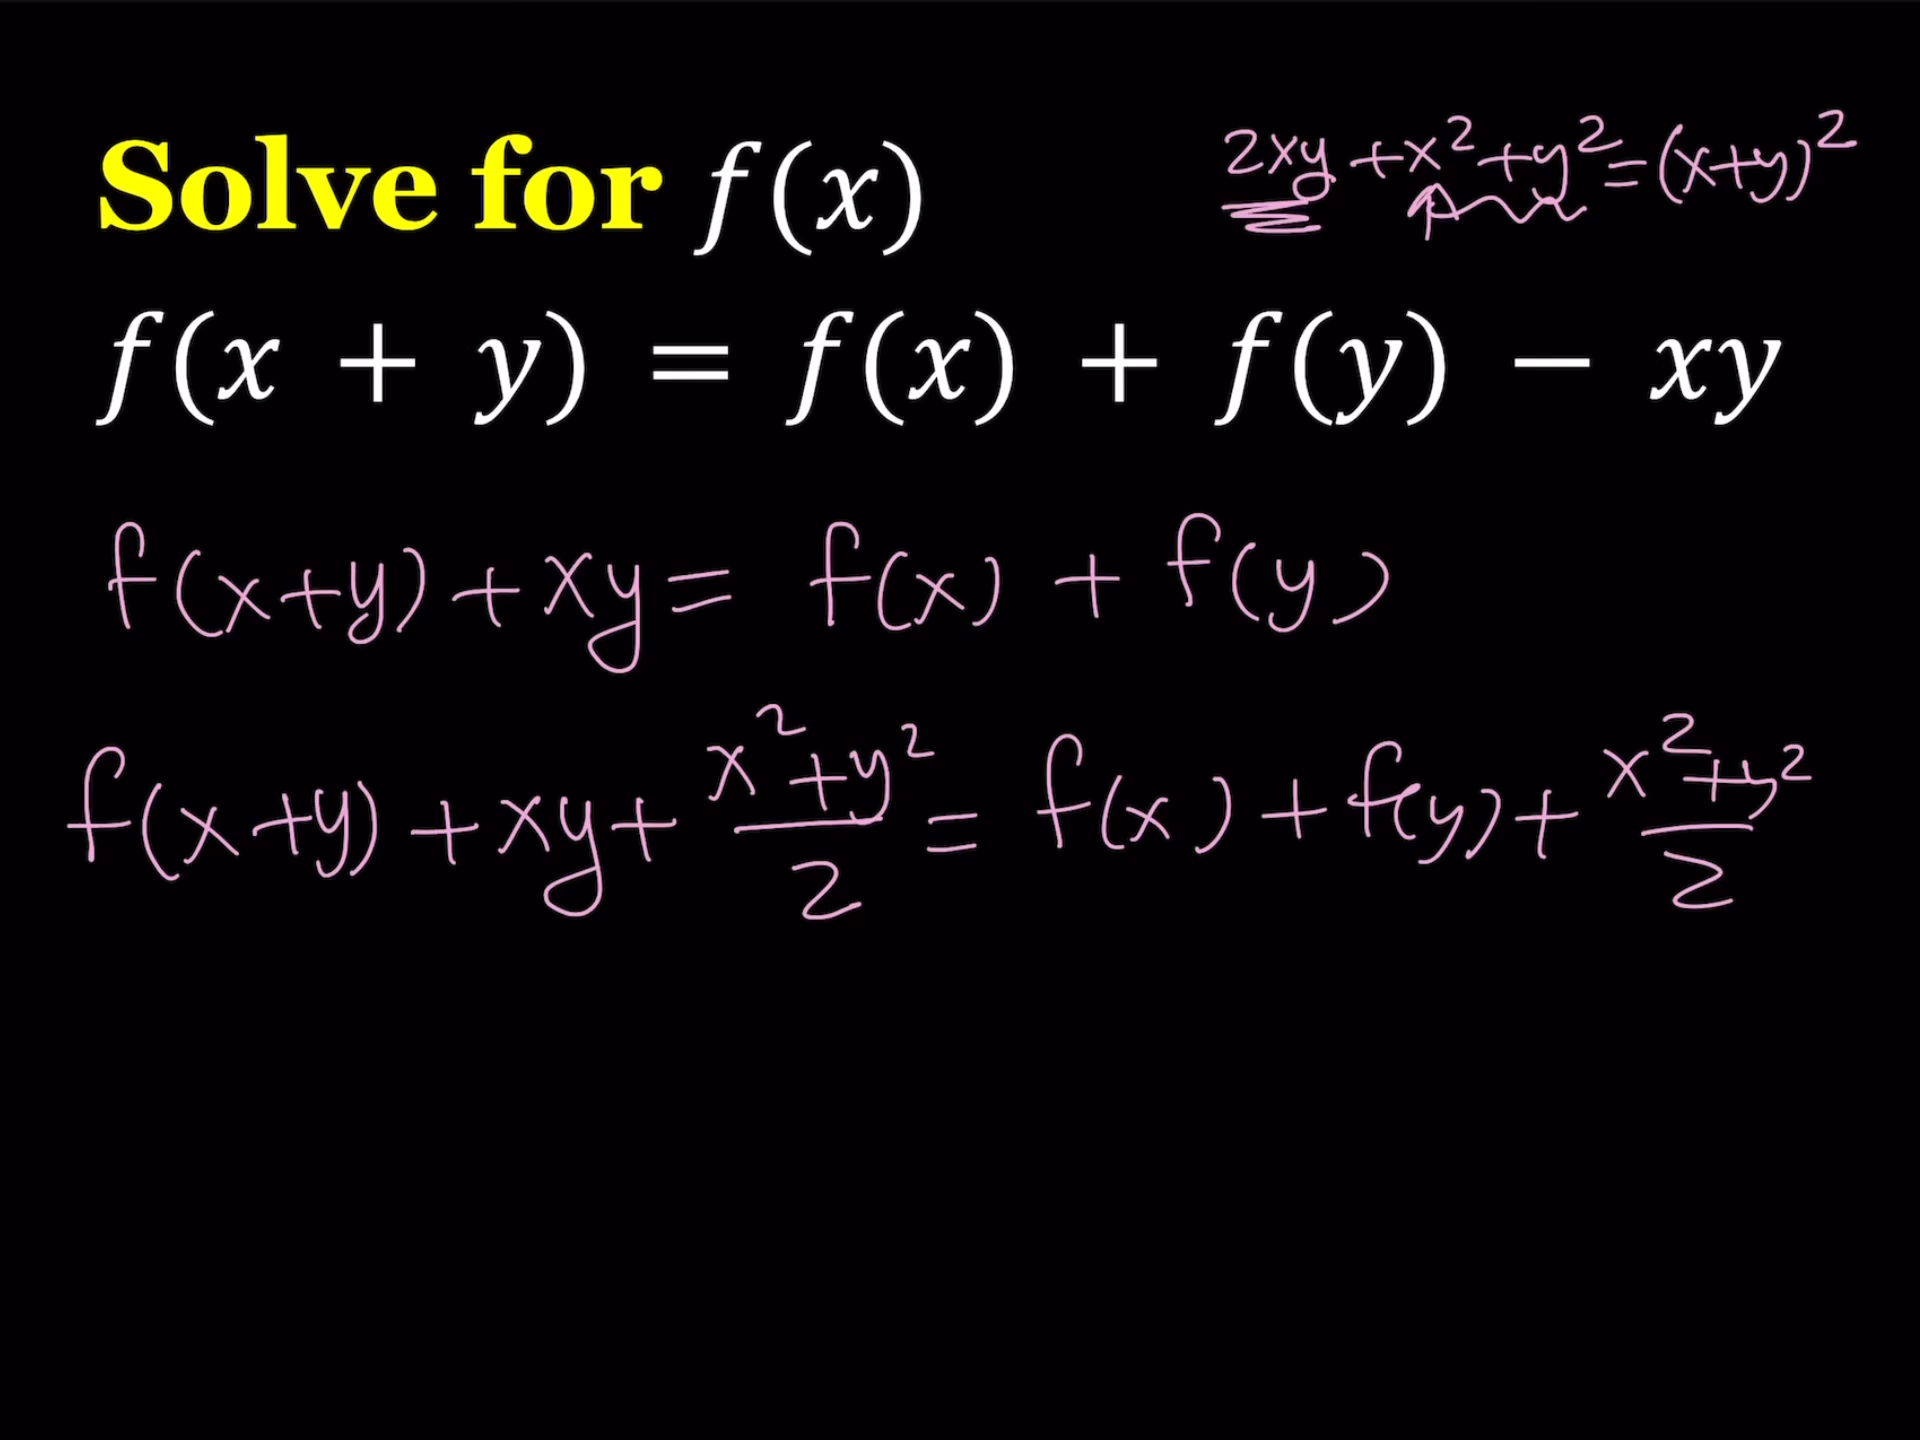 Solve for f(x)
2xy + x² + y² = (x+y)²
f(x + y) = f(x) + f(y) − xy
f(x+y) + xy = f(x) + f(y)
f(x+y) + xy + x²+y²/2 = f(x) + f(y) + x²+y²/2